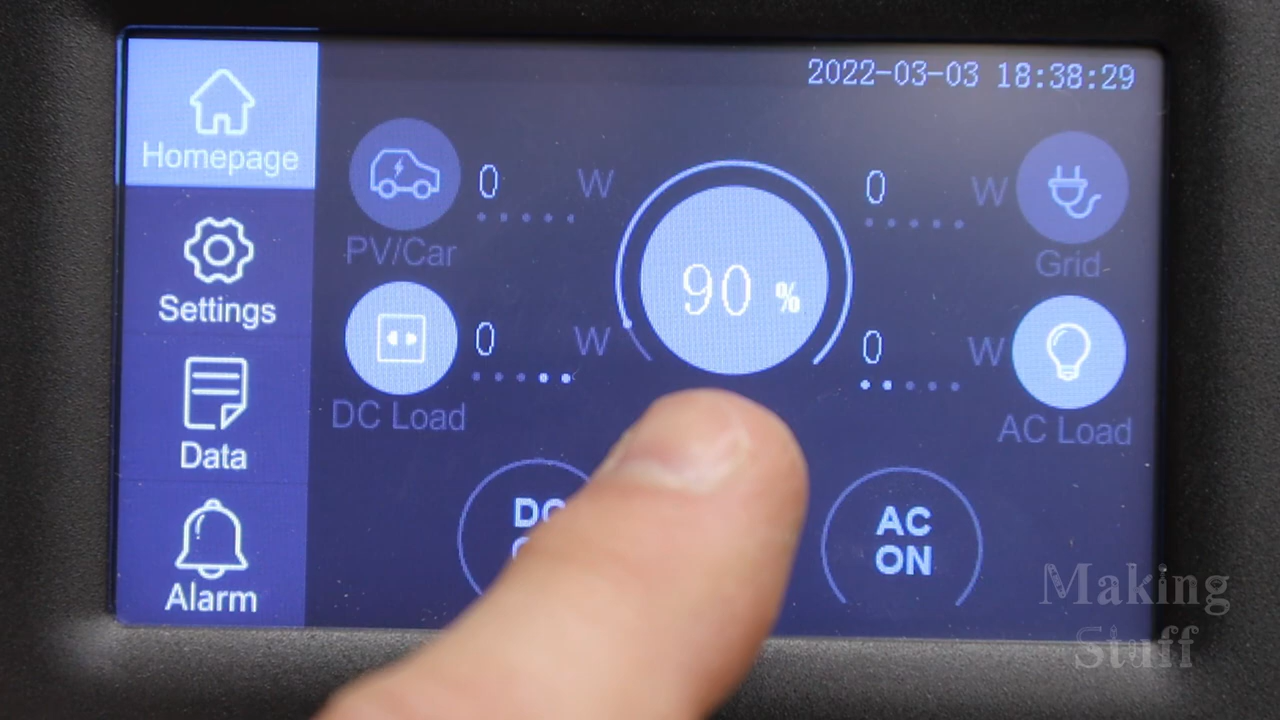 2022-03-03 18:38:29
Homepage
Settings
Data
Alarm
0 W
PV/Car
0 W
DC Load
90 %
0 W
Grid
0 W
AC Load
AC
ON
Making
Stuff